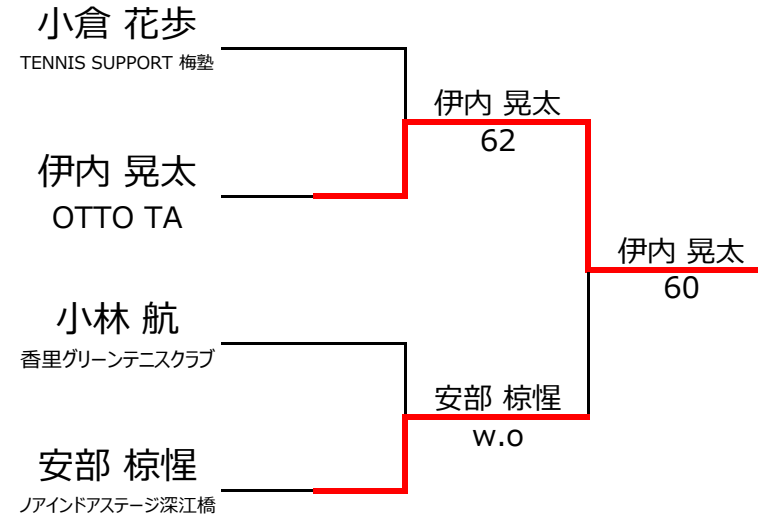 小倉 花歩
TENNIS SUPPORT 梅塾
伊内 晃太
62
伊内 晃太
OTTO TA
伊内 晃太
60
小林 航
香里グリーンテニスクラブ
安部 椋惺
w.o
安部 椋惺
ノアインドアステージ深江橋